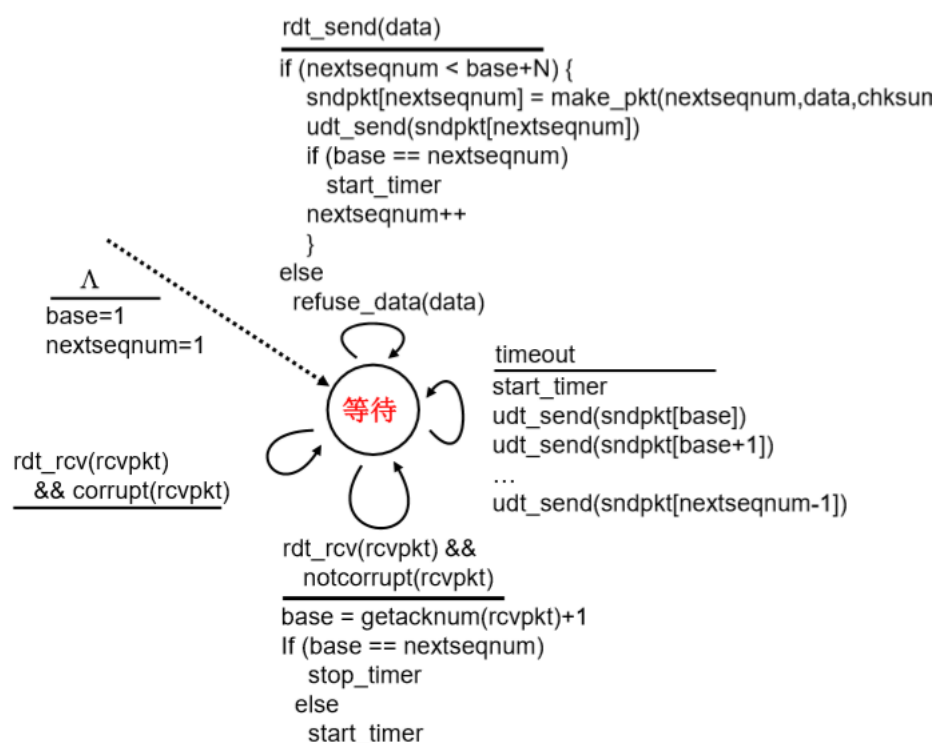 rdt_send(data)
if (nextseqnum < base+N) {
sndpkt[nextseqnum] = make_pkt(nextseqnum,data,chksum
udt_send(sndpkt[nextseqnum])
if (base == nextseqnum)
start_timer
nextseqnum++
}
else
refuse_data(data)
Λ
base=1
nextseqnum=1
等待
timeout
start_timer
udt_send(sndpkt[base])
udt_send(sndpkt[base+1])
…
udt_send(sndpkt[nextseqnum-1])
rdt_rcv(rcvpkt)
&& corrupt(rcvpkt)
rdt_rcv(rcvpkt) &&
notcorrupt(rcvpkt)
base = getacknum(rcvpkt)+1
If (base == nextseqnum)
stop_timer
else
start_timer